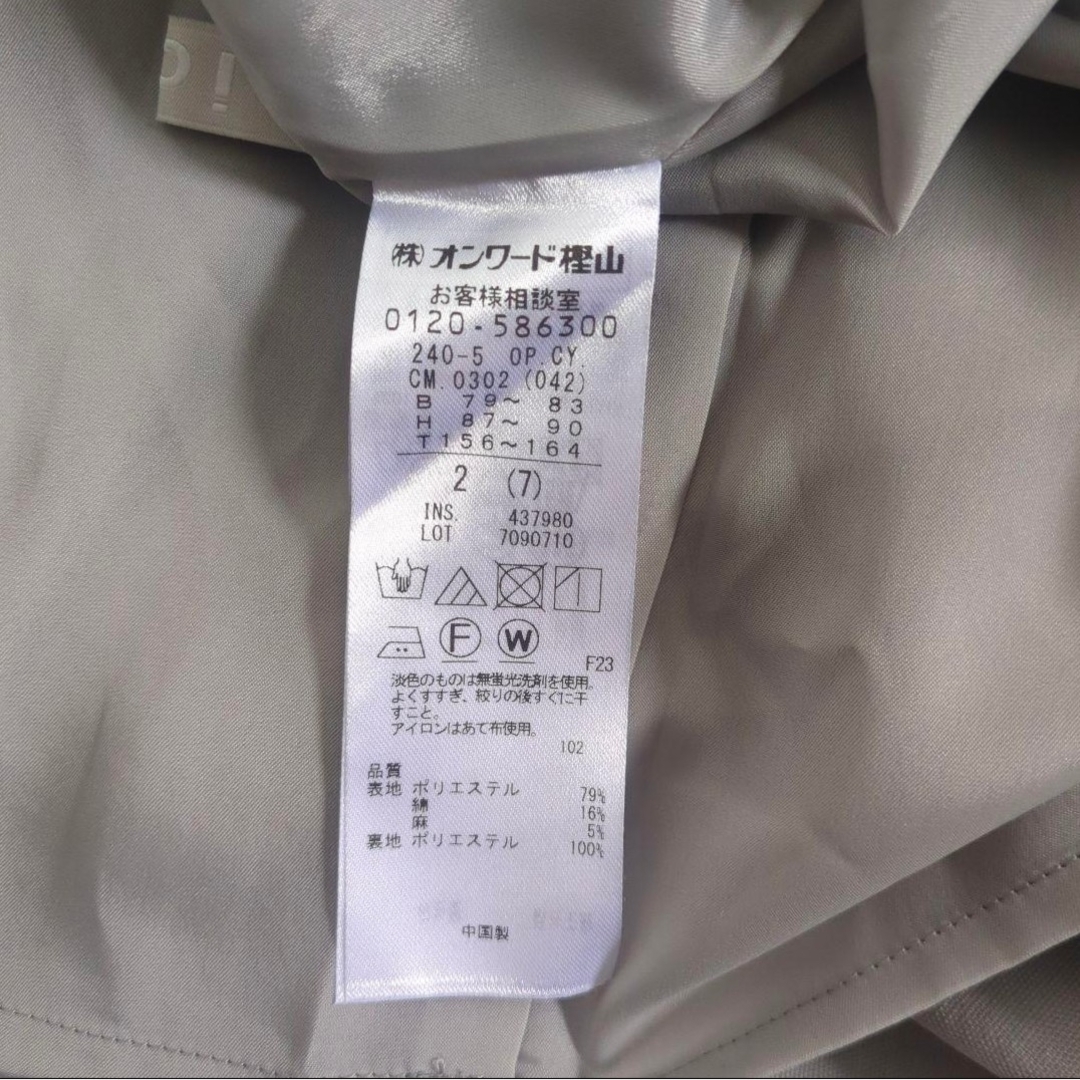 ㈱オンワード樫山
お客様相談室
0120-586300
240-5 OP.CY.
CM.0302 (042)
B 79～ 83
H 87～ 90
T 156～164
2 (7)
INS. 437980
LOT 7090710
F W
F23
淡色のものは無蛍光洗剤を使用。
よくすすぎ、絞りの後すぐに干
すこと。
アイロンはあて布使用。
102
品質
表地 ポリエステル 79%
綿 16%
麻 5%
裏地 ポリエステル 100%
中国製